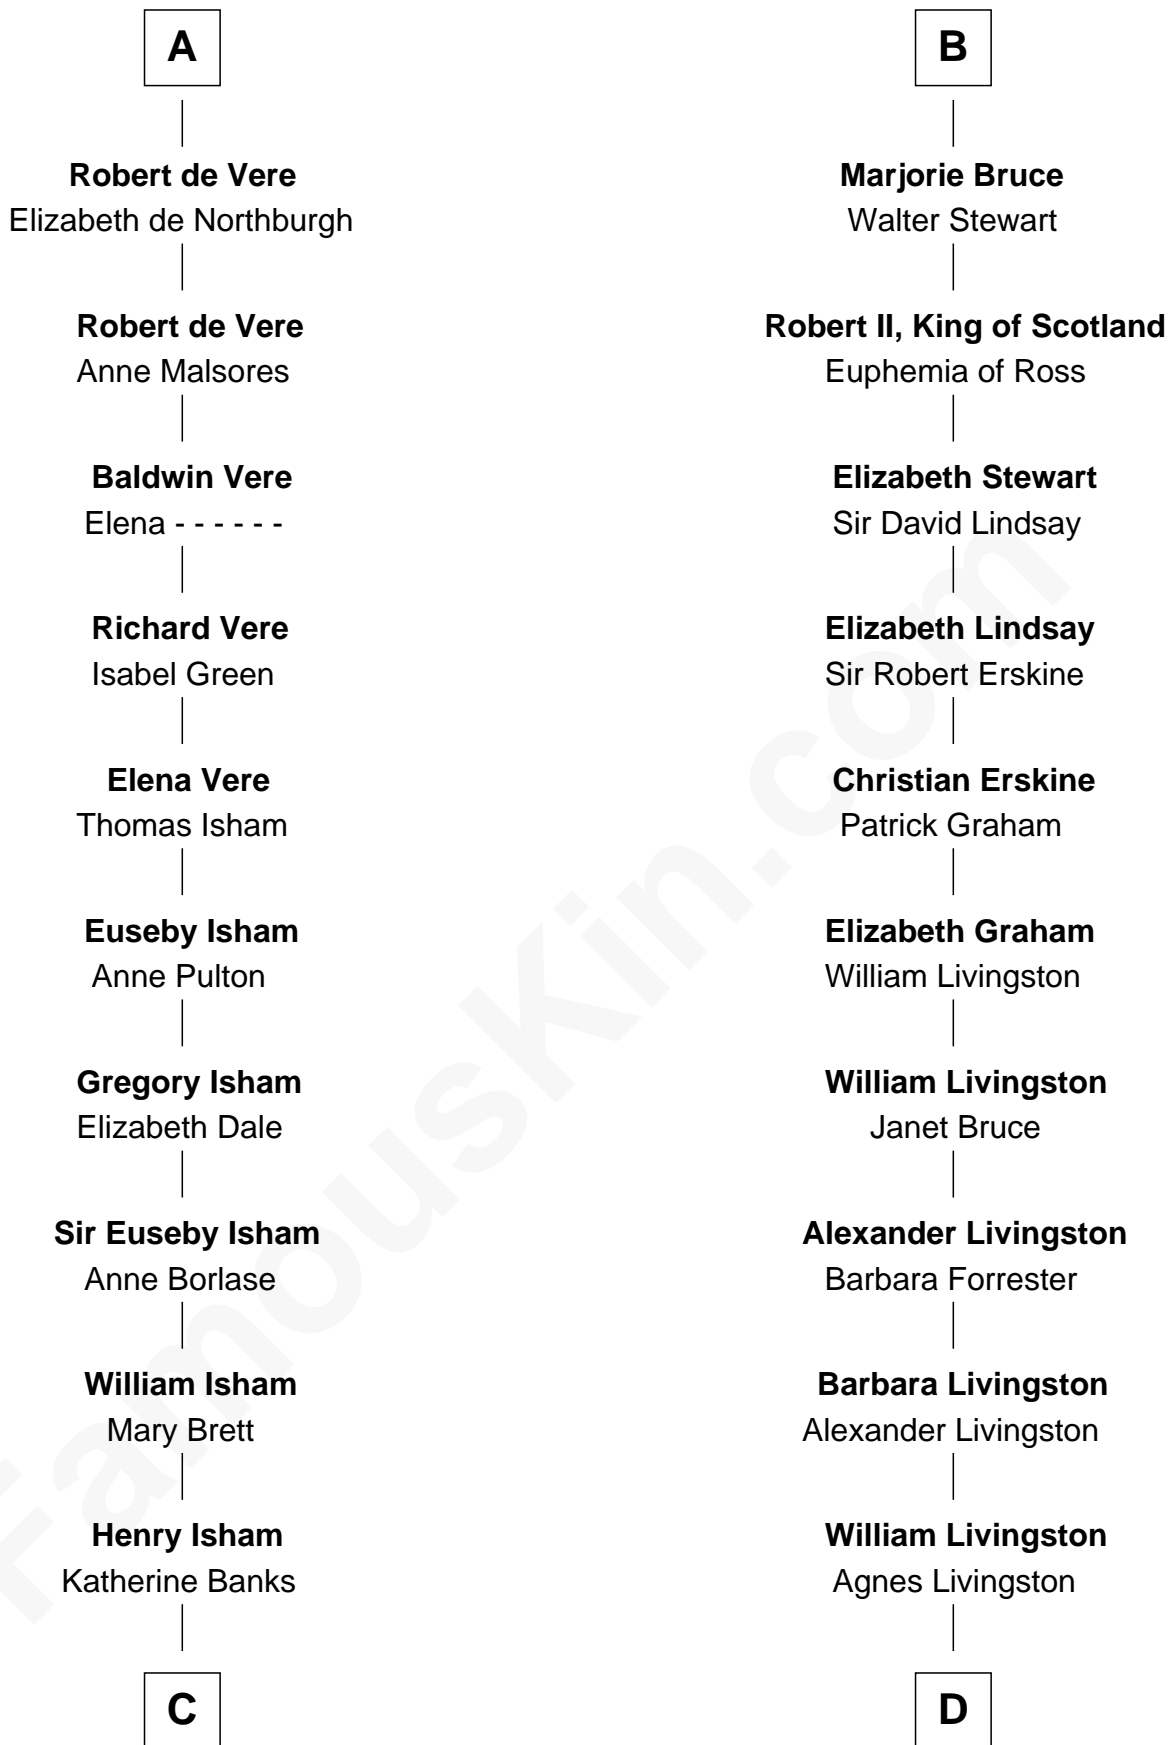 A
Robert de Vere
Elizabeth de Northburgh
Robert de Vere
Anne Malsores
Baldwin Vere
Elena - - - - - -
Richard Vere
Isabel Green
Elena Vere
Thomas Isham
Euseby Isham
Anne Pulton
Gregory Isham
Elizabeth Dale
Sir Euseby Isham
Anne Borlase
William Isham
Mary Brett
Henry Isham
Katherine Banks
C
B
Marjorie Bruce
Walter Stewart
Robert II, King of Scotland
Euphemia of Ross
Elizabeth Stewart
Sir David Lindsay
Elizabeth Lindsay
Sir Robert Erskine
Christian Erskine
Patrick Graham
Elizabeth Graham
William Livingston
William Livingston
Janet Bruce
Alexander Livingston
Barbara Forrester
Barbara Livingston
Alexander Livingston
William Livingston
Agnes Livingston
D
FamousKin.com